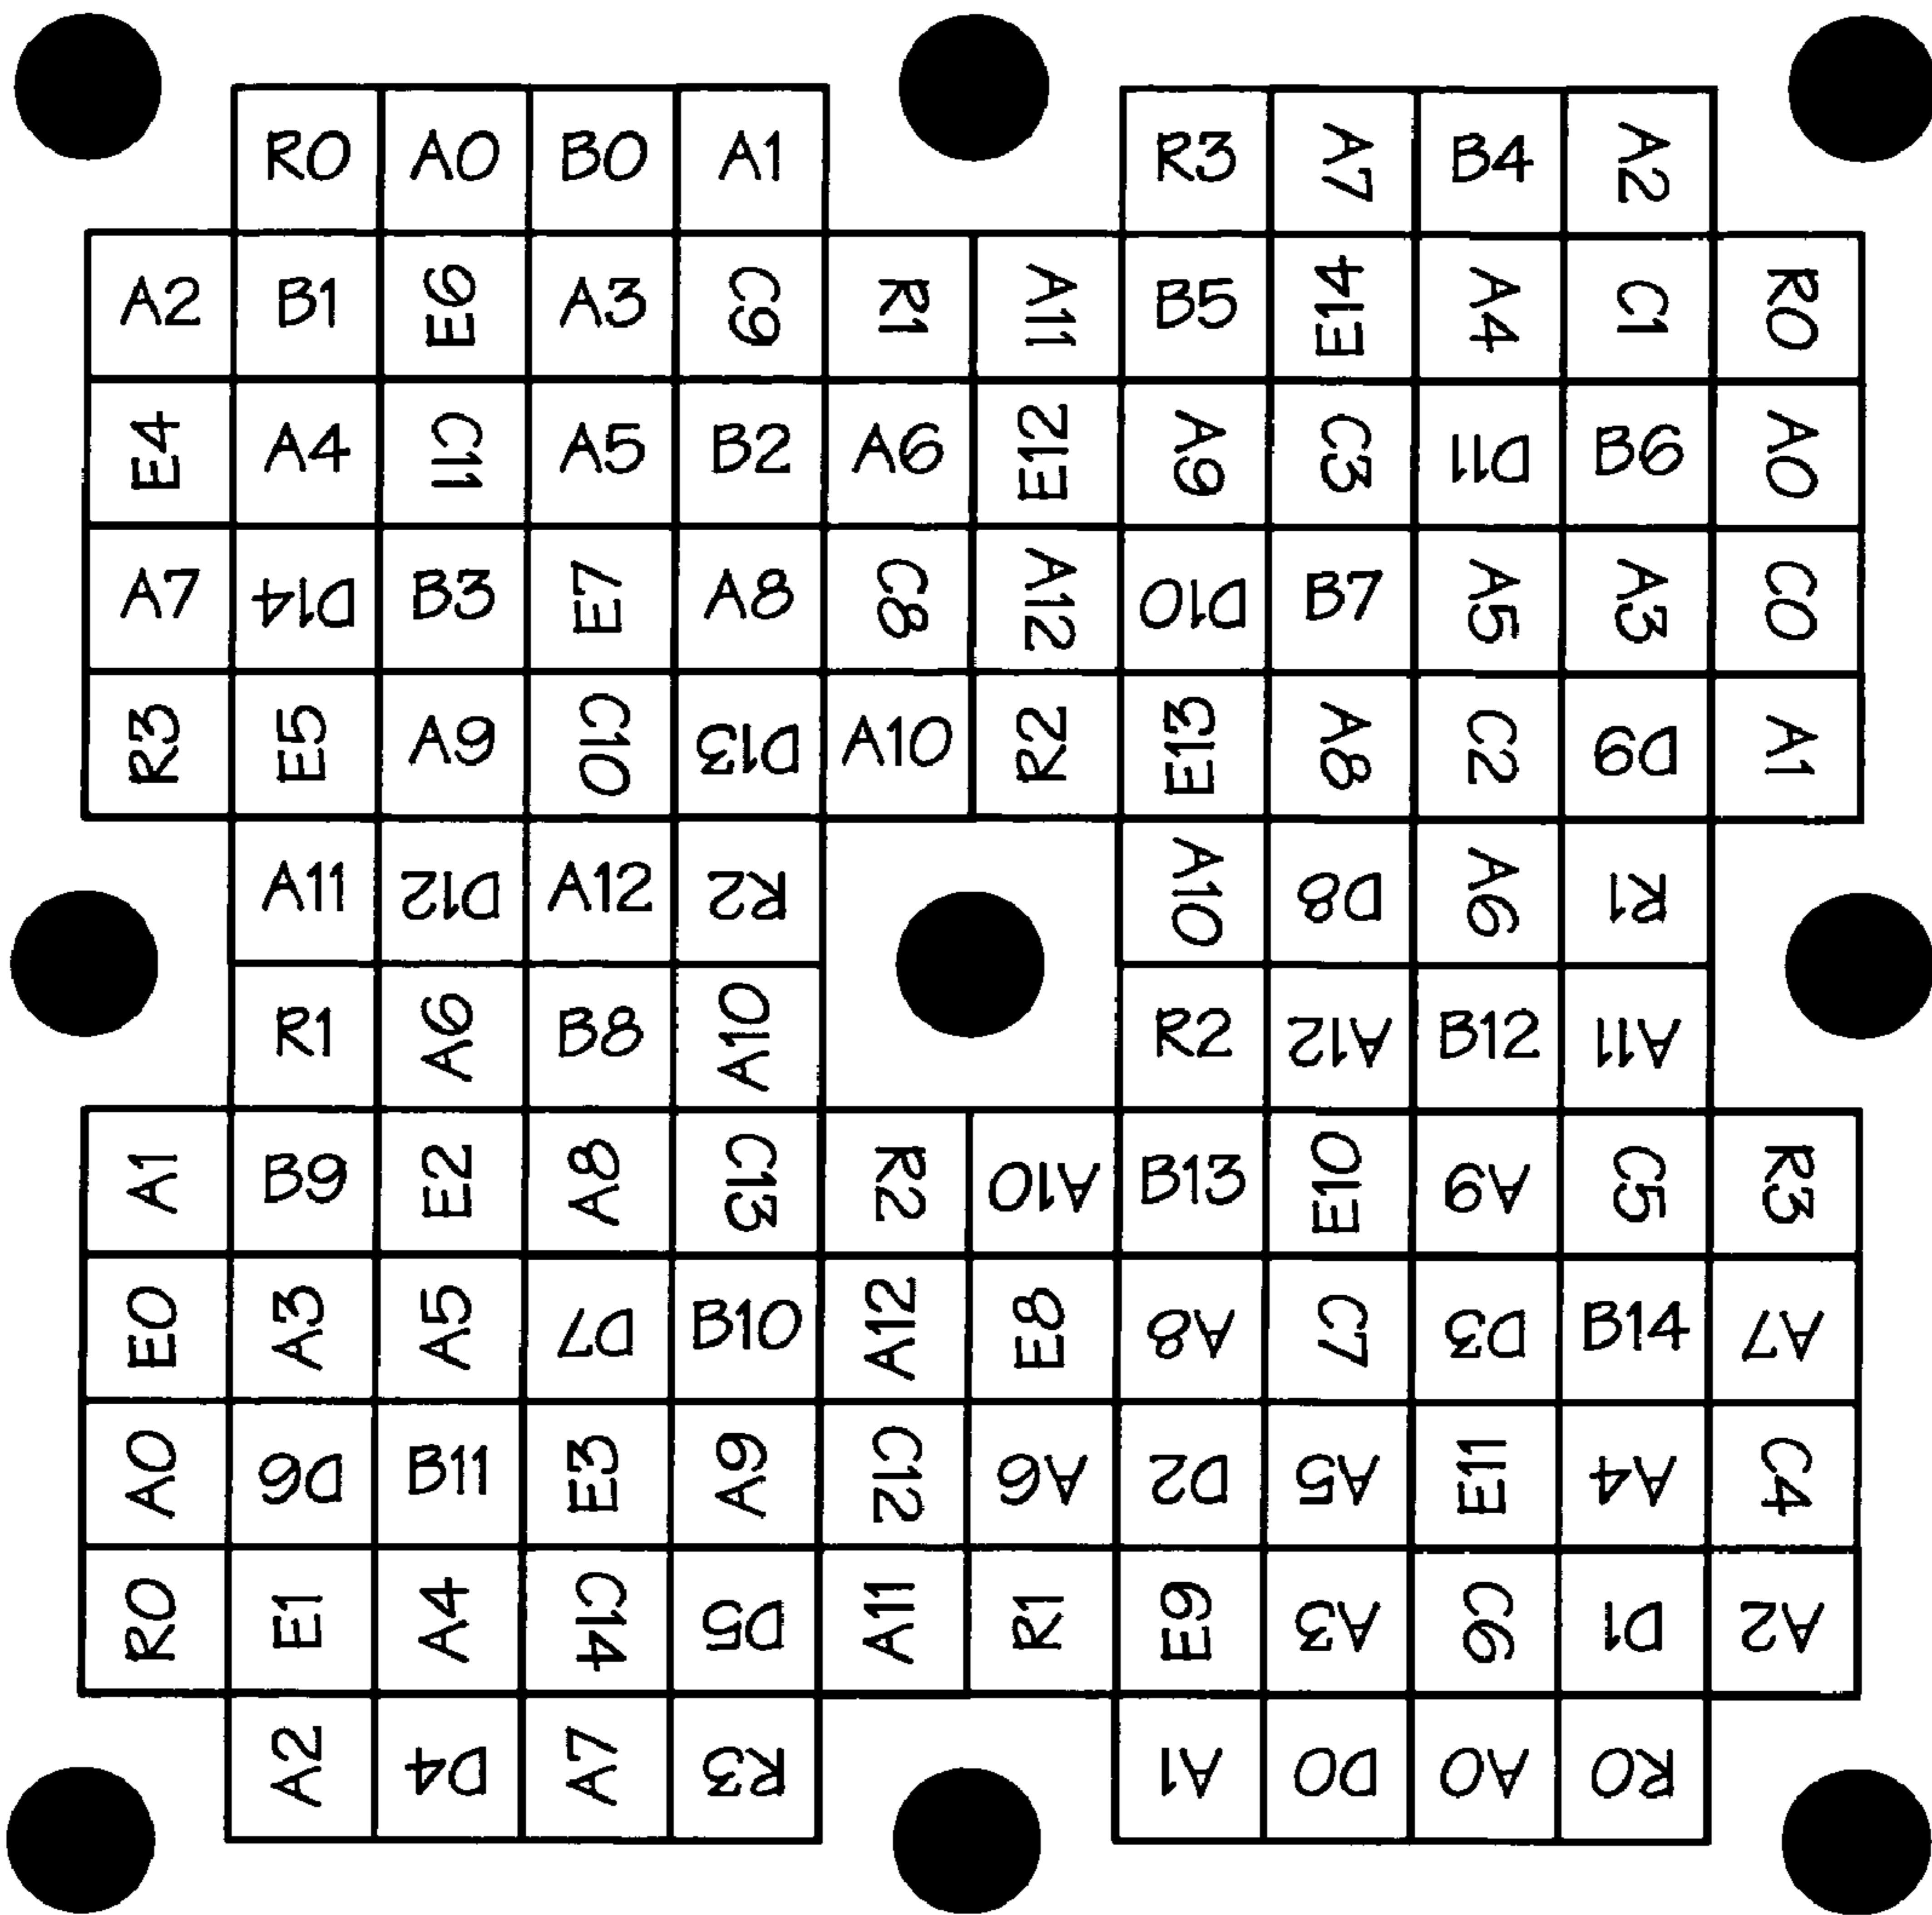 R0 A0 B0 A1 R3 A7 B4 A2
A2 B1 E6 A3 C9 R1 A11 B5 E14 A4 C1 R0
E4 A4 C11 A5 B2 A6 E12 A9 C3 D11 B6 A0
A7 D14 B3 E7 A8 C8 A12 D10 B7 A5 A3 C0
R3 E5 A9 C10 D13 A10 R2 E13 A8 C2 D9 A1
A11 D12 A12 R2 A10 D8 A6 R1
R1 A6 B8 A10 R2 A12 B12 A11
A1 B9 E2 A8 C13 R2 A10 B13 E10 A9 C5 R3
E0 A3 A5 D7 B10 A12 E8 A8 C7 D3 B14 A7
A0 D6 B11 E3 A9 C12 A6 D2 A5 E11 A4 C4
R0 E1 A4 C14 D5 A11 R1 E9 A3 C6 D1 A2
A2 D4 A7 R3 A1 D0 A0 R0